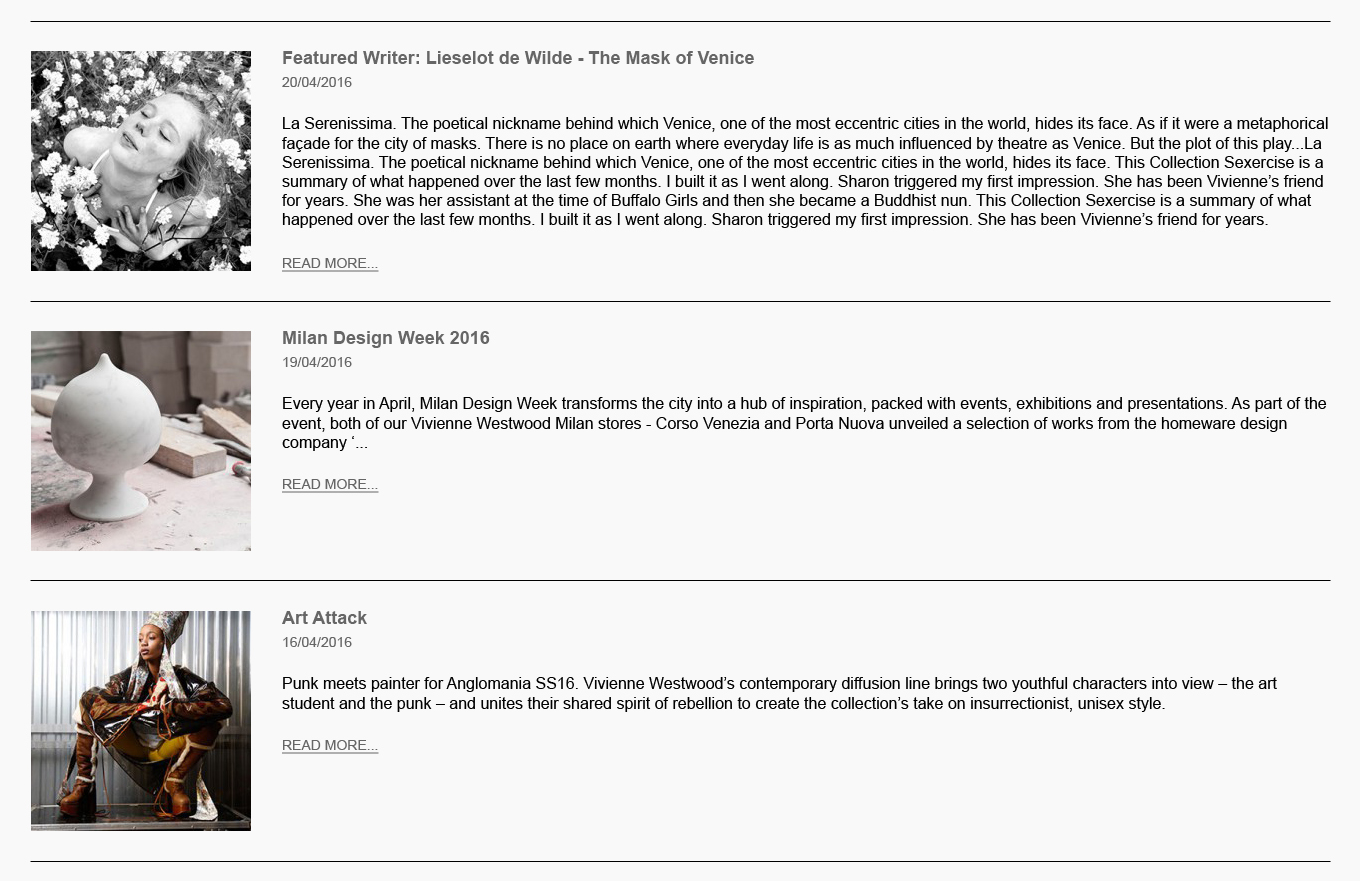 Featured Writer: Lieselot de Wilde - The Mask of Venice
20/04/2016
La Serenissima. The poetical nickname behind which Venice, one of the most eccentric cities in the world, hides its face. As if it were a metaphorical
façade for the city of masks. There is no place on earth where everyday life is as much influenced by theatre as Venice. But the plot of this play...La
Serenissima. The poetical nickname behind which Venice, one of the most eccentric cities in the world, hides its face. This Collection Sexercise is a
summary of what happened over the last few months. I built it as I went along. Sharon triggered my first impression. She has been Vivienne’s friend
for years. She was her assistant at the time of Buffalo Girls and then she became a Buddhist nun. This Collection Sexercise is a summary of what
happened over the last few months. I built it as I went along. Sharon triggered my first impression. She has been Vivienne’s friend for years.
READ MORE...
Milan Design Week 2016
19/04/2016
Every year in April, Milan Design Week transforms the city into a hub of inspiration, packed with events, exhibitions and presentations. As part of the
event, both of our Vivienne Westwood Milan stores - Corso Venezia and Porta Nuova unveiled a selection of works from the homeware design
company ‘...
READ MORE...
Art Attack
16/04/2016
Punk meets painter for Anglomania SS16. Vivienne Westwood’s contemporary diffusion line brings two youthful characters into view – the art
student and the punk – and unites their shared spirit of rebellion to create the collection’s take on insurrectionist, unisex style.
READ MORE...